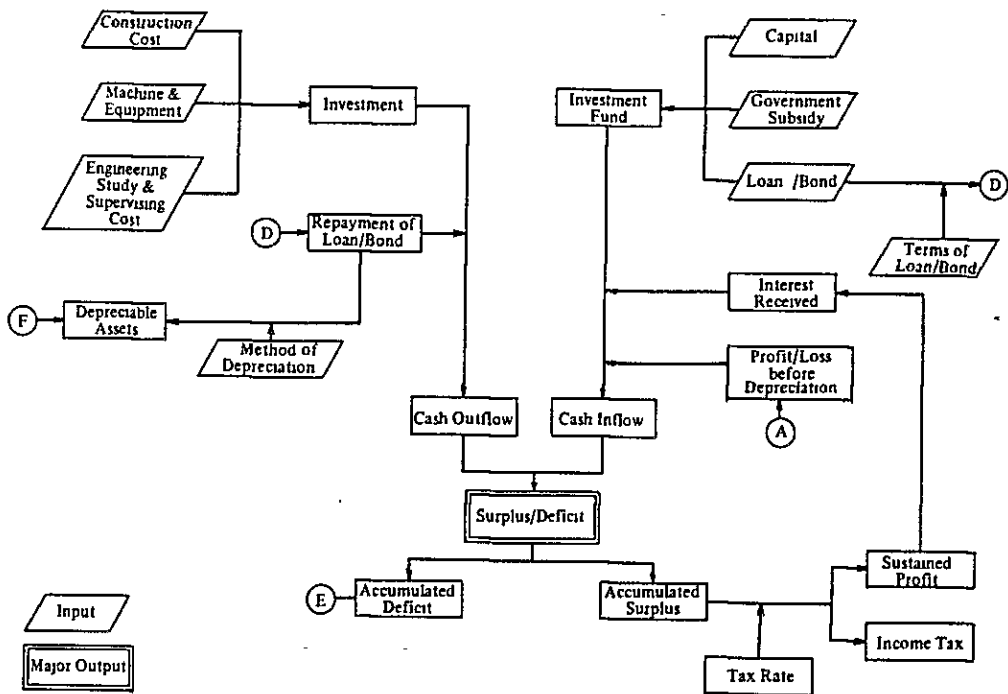 Construction
Cost
Machine &
Equipment
Engineering
Study &
Supervising
Cost
Investment
Investment
Fund
Capital
Government
Subsidy
Loan /Bond
D
Terms of
Loan/Bond
D
Repayment of
Loan/Bond
F
Depreciable
Assets
Method of
Depreciation
Interest
Received
Profit/Loss
before
Depreciation
A
Cash Outflow
Cash Inflow
Surplus/Deficit
E
Accumulated
Deficit
Accumulated
Surplus
Sustained
Profit
Income Tax
Tax Rate
Input
Major Output